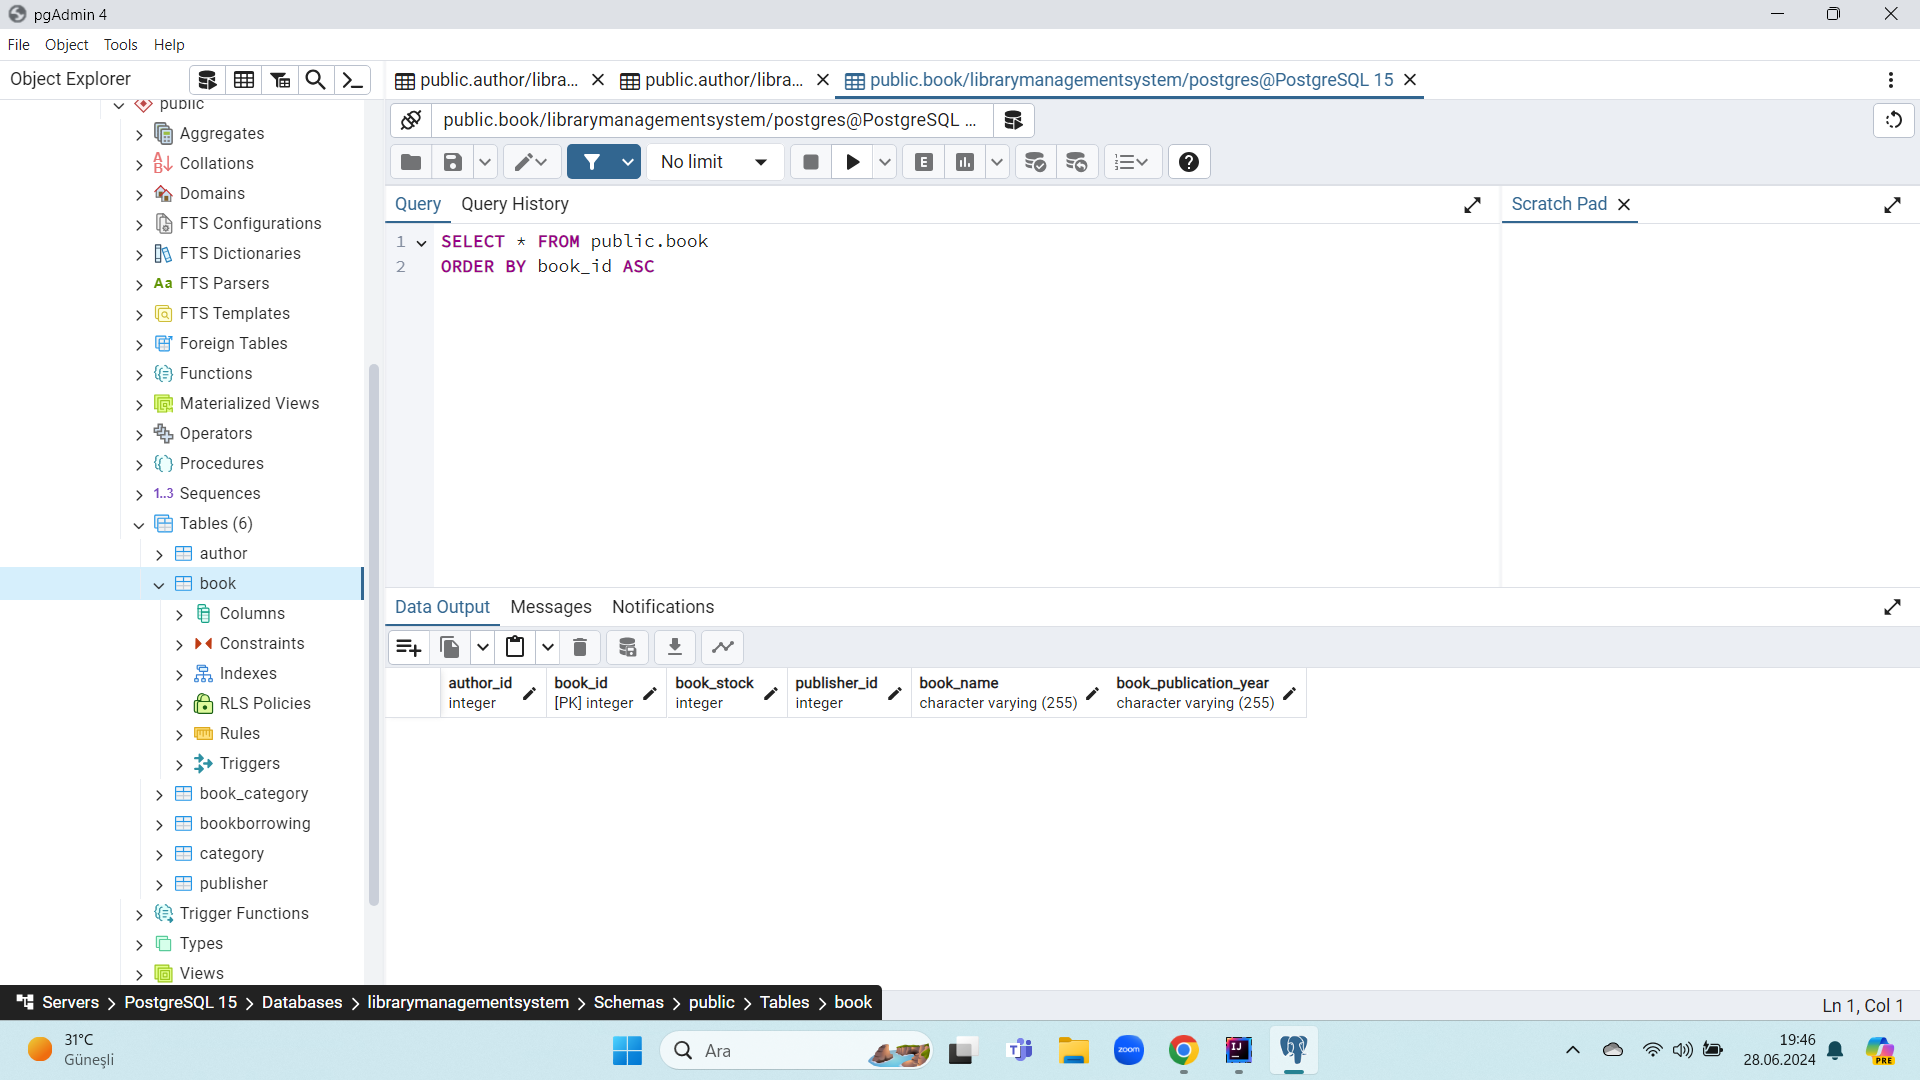 pgAdmin 4
File Object Tools Help
Object Explorer
public.author/libra...
public.author/libra...
public.book/librarymanagementsystem/postgres@PostgreSQL 15
public
Aggregates
Collations
Domains
FTS Configurations
FTS Dictionaries
Aa FTS Parsers
FTS Templates
Foreign Tables
Functions
Materialized Views
Operators
Procedures
1..3 Sequences
Tables (6)
author
book
Columns
Constraints
Indexes
RLS Policies
Rules
Triggers
book_category
bookborrowing
category
publisher
Trigger Functions
Types
Views
public.book/librarymanagementsystem/postgres@PostgreSQL ...
No limit
E
Query Query History
Scratch Pad
1 SELECT * FROM public.book
2 ORDER BY book_id ASC
Data Output Messages Notifications
author_id book_id book_stock publisher_id book_name book_publication_year
integer [PK] integer integer integer character varying (255) character varying (255)
Servers PostgreSQL 15 Databases librarymanagementsystem Schemas public Tables book
Ln 1, Col 1
31°C
Güneşli
Ara
zoom
IJ
19:46
28.06.2024
PRE